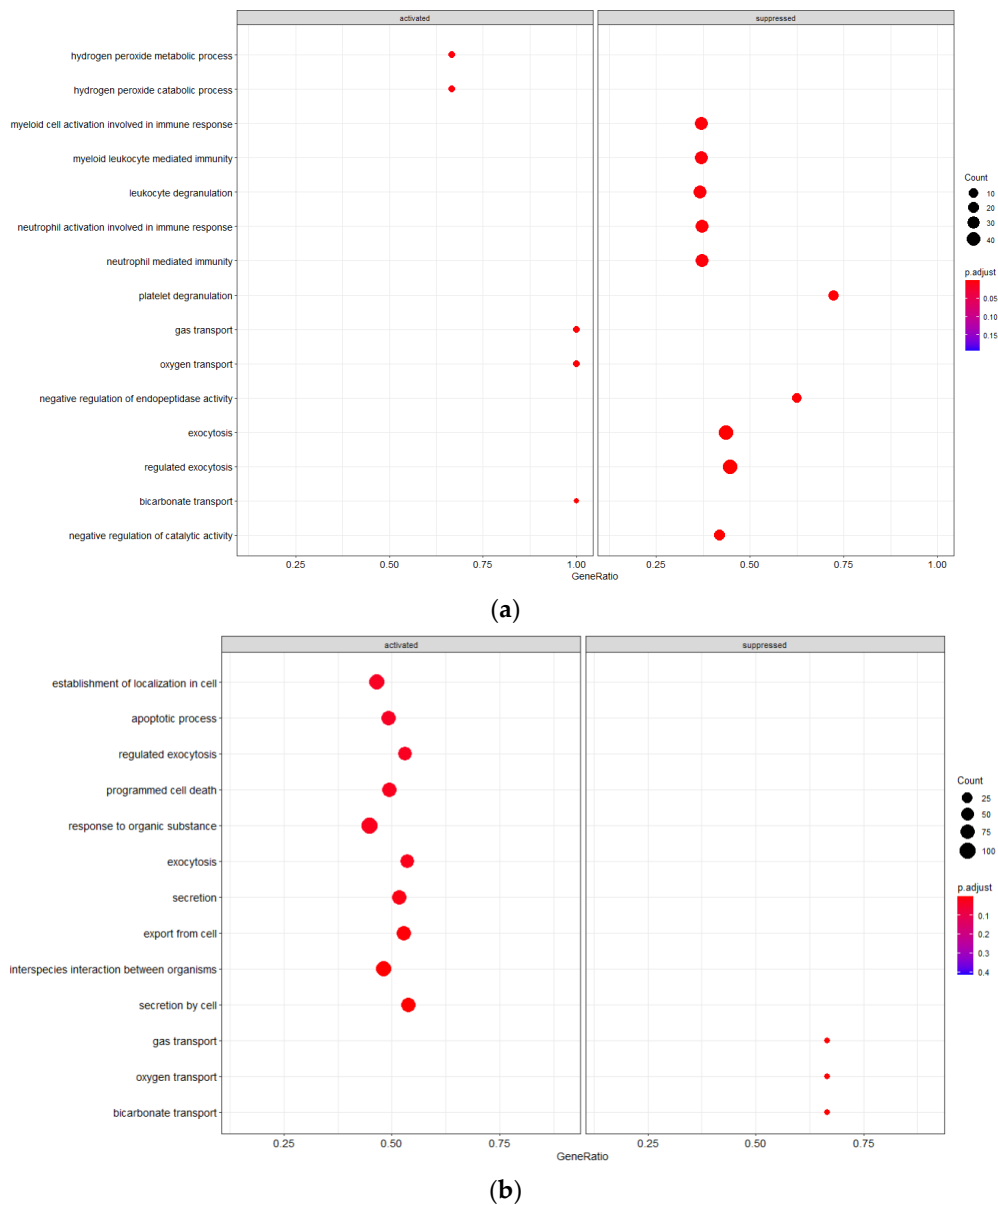 activated
suppressed
hydrogen peroxide metabolic process
hydrogen peroxide catabolic process
myeloid cell activation involved in immune response
myeloid leukocyte mediated immunity
leukocyte degranulation
neutrophil activation involved in immune response
neutrophil mediated immunity
platelet degranulation
gas transport
oxygen transport
negative regulation of endopeptidase activity
exocytosis
regulated exocytosis
bicarbonate transport
negative regulation of catalytic activity
0.25 0.50 0.75 1.00
0.25 0.50 0.75 1.00
GeneRatio
Count
10
20
30
40
p.adjust
0.05
0.10
0.15
(a)
activated
suppressed
establishment of localization in cell
apoptotic process
regulated exocytosis
programmed cell death
response to organic substance
exocytosis
secretion
export from cell
interspecies interaction between organisms
secretion by cell
gas transport
oxygen transport
bicarbonate transport
0.25 0.50 0.75
0.25 0.50 0.75
GeneRatio
Count
25
50
75
100
p.adjust
0.1
0.2
0.3
0.4
(b)